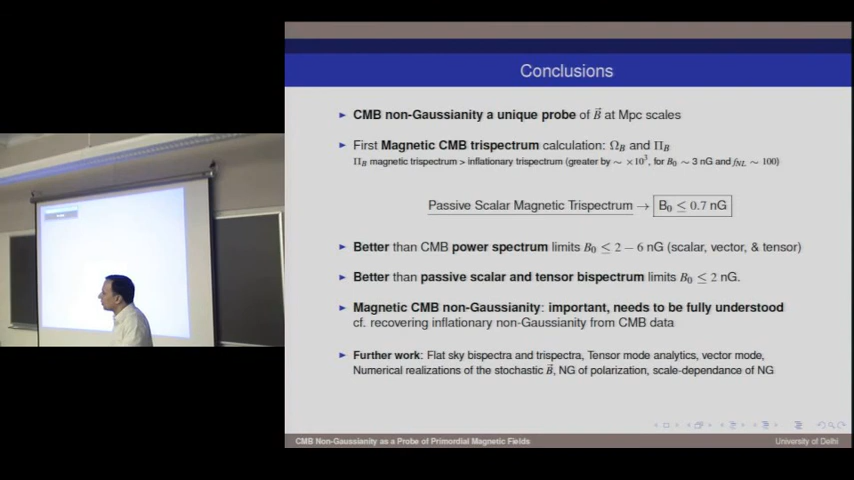 Conclusions
► CMB non-Gaussianity a unique probe of B⃗ at Mpc scales
► First Magnetic CMB trispectrum calculation: Ω_B and Π_B
Π_B magnetic trispectrum > inflationary trispectrum (greater by ∼ ×10³, for B₀ ∼ 3 nG and f_NL ∼ 100)
Passive Scalar Magnetic Trispectrum → B₀ ≤ 0.7 nG
► Better than CMB power spectrum limits B₀ ≤ 2 − 6 nG (scalar, vector, & tensor)
► Better than passive scalar and tensor bispectrum limits B₀ ≤ 2 nG.
► Magnetic CMB non-Gaussianity: important, needs to be fully understood
cf. recovering inflationary non-Gaussianity from CMB data
► Further work: Flat sky bispectra and trispectra, Tensor mode analytics, vector mode,
Numerical realizations of the stochastic B⃗, NG of polarization, scale-dependance of NG
CMB Non-Gaussianity as a Probe of Primordial Magnetic Fields University of Delhi